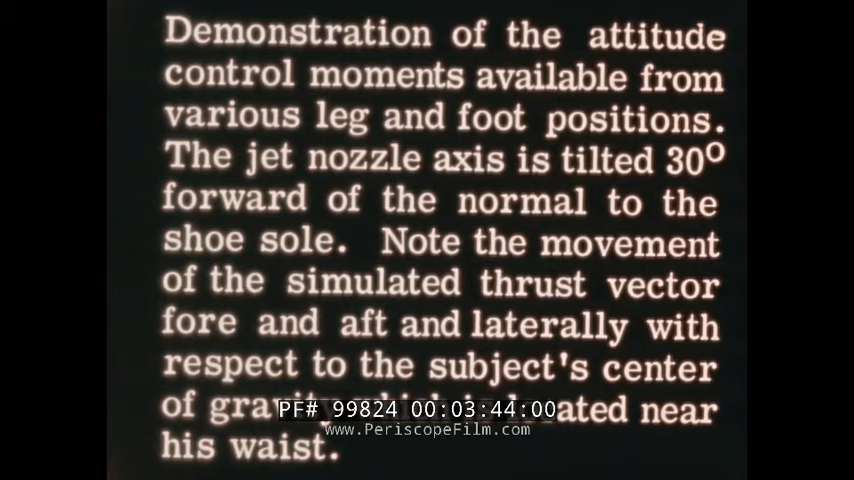 Demonstration of the attitude
control moments available from
various leg and foot positions.
The jet nozzle axis is tilted 30º
forward of the normal to the
shoe sole. Note the movement
of the simulated thrust vector
fore and aft and laterally with
respect to the subject's center
of near
PF# 99824 00:03:44:00
www.PeriscopeFilm.com
his waist.